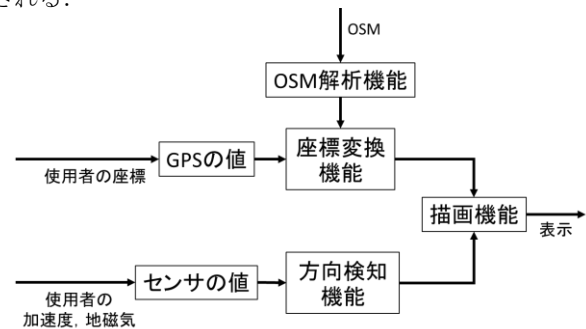 される.
OSM
OSM解析機能
GPSの値
座標変換
機能
使用者の座標
描画機能
表示
センサの値
方向検知
機能
使用者の
加速度, 地磁気